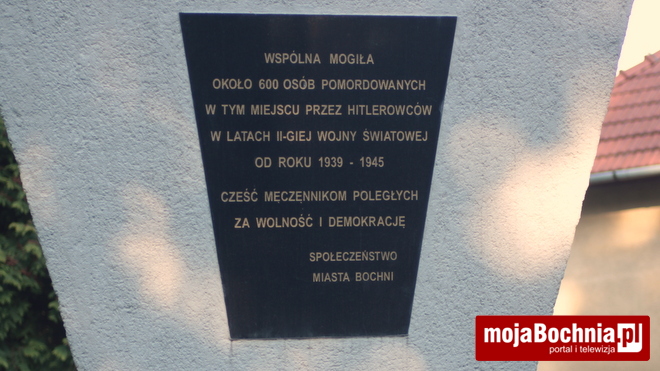 WSPÓLNA MOGIŁA
OKOŁO 600 OSÓB POMORDOWANYCH
W TYM MIEJSCU PRZEZ HITLEROWCÓW
W LATACH II-GIEJ WOJNY ŚWIATOWEJ
OD ROKU 1939 - 1945
CZEŚĆ MĘCZĘNNIKOM POLEGŁYCH
ZA WOLNOŚĆ I DEMOKRACJĘ
SPOŁECZEŃSTWO
MIASTA BOCHNI
mojaBochnia.pl
portal i telewizja